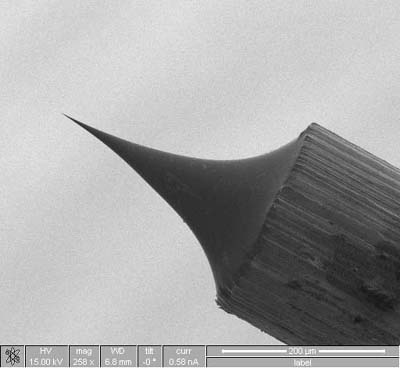 HV mag WD tilt curr 200 µm
15.00 kV 258 x 6.8 mm -0 ° 0.58 nA label